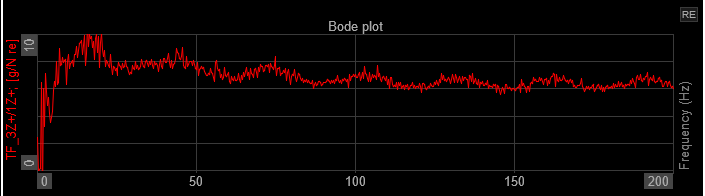 RE
Bode plot
TF_3Z+/1Z+, [g/N re]
10
0
0
50
100
150
200
Frequency (Hz)